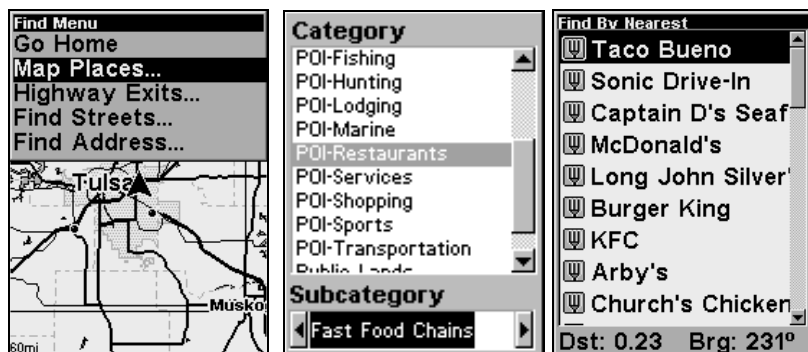 Find Menu
Go Home
Map Places...
Highway Exits...
Find Streets...
Find Address...
Tulsa
Musko
60mi
Category
POI-Fishing
POI-Hunting
POI-Lodging
POI-Marine
POI-Restaurants
POI-Services
POI-Shopping
POI-Sports
POI-Transportation
Public Lands
Subcategory
Fast Food Chains
Find By Nearest
Taco Bueno
Sonic Drive-In
Captain D's Seaf
McDonald's
Long John Silver'
Burger King
KFC
Arby's
Church's Chicken
Dst: 0.23 Brg: 231º